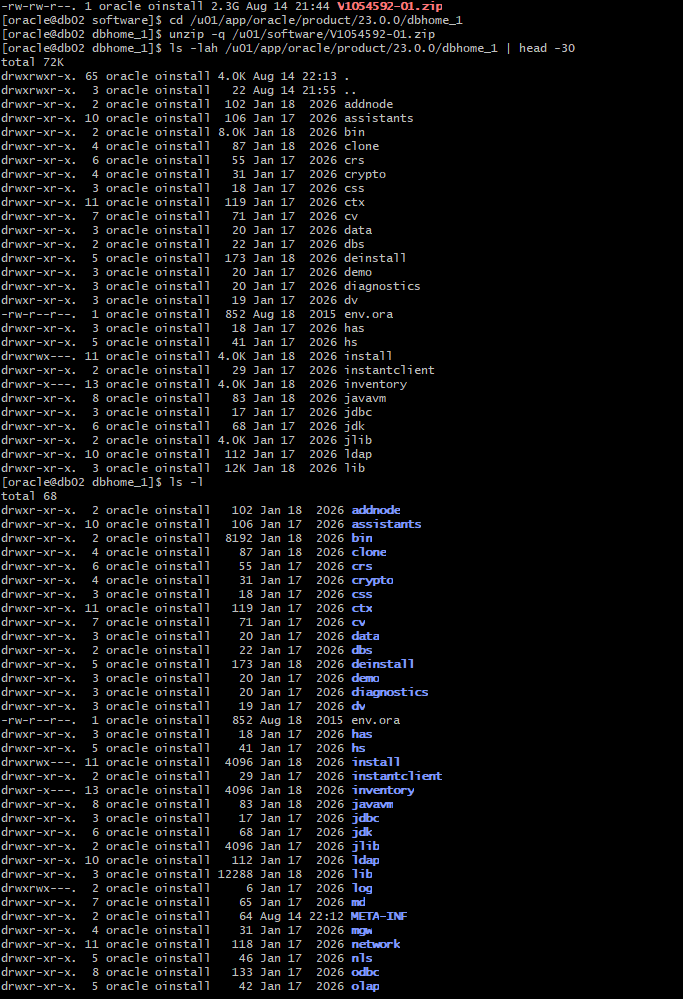 -rw-rw-r--. 1 oracle oinstall 2.3G Aug 14 21:44 V1054592-01.zip
[oracle@db02 software]$ cd /u01/app/oracle/product/23.0.0/dbhome_1
[oracle@db02 dbhome_1]$ unzip -q /u01/software/V1054592-01.zip
[oracle@db02 dbhome_1]$ ls -lah /u01/app/oracle/product/23.0.0/dbhome_1 | head -30
total 72K
drwxrwxr-x. 65 oracle oinstall 4.0K Aug 14 22:13 .
drwxrwxr-x.  3 oracle oinstall   22 Aug 14 21:55 ..
drwxr-xr-x.  2 oracle oinstall  102 Jan 18  2026 addnode
drwxr-xr-x. 10 oracle oinstall  106 Jan 17  2026 assistants
drwxr-xr-x.  2 oracle oinstall 8.0K Jan 18  2026 bin
drwxr-xr-x.  4 oracle oinstall   87 Jan 18  2026 clone
drwxr-xr-x.  6 oracle oinstall   55 Jan 17  2026 crs
drwxr-xr-x.  4 oracle oinstall   31 Jan 17  2026 crypto
drwxr-xr-x.  3 oracle oinstall   18 Jan 17  2026 css
drwxr-xr-x. 11 oracle oinstall  119 Jan 17  2026 ctx
drwxr-xr-x.  7 oracle oinstall   71 Jan 17  2026 cv
drwxr-xr-x.  3 oracle oinstall   20 Jan 17  2026 data
drwxr-xr-x.  2 oracle oinstall   22 Jan 17  2026 dbs
drwxr-xr-x.  5 oracle oinstall  173 Jan 18  2026 deinstall
drwxr-xr-x.  3 oracle oinstall   20 Jan 17  2026 demo
drwxr-xr-x.  3 oracle oinstall   20 Jan 17  2026 diagnostics
drwxr-xr-x.  3 oracle oinstall   19 Jan 17  2026 dv
-rw-r--r--.  1 oracle oinstall  852 Aug 18  2015 env.ora
drwxr-xr-x.  3 oracle oinstall   18 Jan 17  2026 has
drwxr-xr-x.  5 oracle oinstall   41 Jan 17  2026 hs
drwxrwx---. 11 oracle oinstall 4.0K Jan 18  2026 install
drwxr-xr-x.  2 oracle oinstall   29 Jan 17  2026 instantclient
drwxr-x---. 13 oracle oinstall 4.0K Jan 18  2026 inventory
drwxr-xr-x.  8 oracle oinstall   83 Jan 18  2026 javavm
drwxr-xr-x.  3 oracle oinstall   17 Jan 17  2026 jdbc
drwxr-xr-x.  6 oracle oinstall   68 Jan 17  2026 jdk
drwxr-xr-x.  2 oracle oinstall 4.0K Jan 17  2026 jlib
drwxr-xr-x. 10 oracle oinstall  112 Jan 17  2026 ldap
drwxr-xr-x.  3 oracle oinstall  12K Jan 18  2026 lib
[oracle@db02 dbhome_1]$ ls -l
total 68
drwxr-xr-x.  2 oracle oinstall   102 Jan 18  2026 addnode
drwxr-xr-x. 10 oracle oinstall   106 Jan 17  2026 assistants
drwxr-xr-x.  2 oracle oinstall  8192 Jan 18  2026 bin
drwxr-xr-x.  4 oracle oinstall    87 Jan 18  2026 clone
drwxr-xr-x.  6 oracle oinstall    55 Jan 17  2026 crs
drwxr-xr-x.  4 oracle oinstall    31 Jan 17  2026 crypto
drwxr-xr-x.  3 oracle oinstall    18 Jan 17  2026 css
drwxr-xr-x. 11 oracle oinstall   119 Jan 17  2026 ctx
drwxr-xr-x.  7 oracle oinstall    71 Jan 17  2026 cv
drwxr-xr-x.  3 oracle oinstall    20 Jan 17  2026 data
drwxr-xr-x.  2 oracle oinstall    22 Jan 17  2026 dbs
drwxr-xr-x.  5 oracle oinstall   173 Jan 18  2026 deinstall
drwxr-xr-x.  3 oracle oinstall    20 Jan 17  2026 demo
drwxr-xr-x.  3 oracle oinstall    20 Jan 17  2026 diagnostics
drwxr-xr-x.  3 oracle oinstall    19 Jan 17  2026 dv
-rw-r--r--.  1 oracle oinstall   852 Aug 18  2015 env.ora
drwxr-xr-x.  3 oracle oinstall    18 Jan 17  2026 has
drwxr-xr-x.  5 oracle oinstall    41 Jan 17  2026 hs
drwxrwx---. 11 oracle oinstall  4096 Jan 18  2026 install
drwxr-xr-x.  2 oracle oinstall    29 Jan 17  2026 instantclient
drwxr-x---. 13 oracle oinstall  4096 Jan 18  2026 inventory
drwxr-xr-x.  8 oracle oinstall    83 Jan 18  2026 javavm
drwxr-xr-x.  3 oracle oinstall    17 Jan 17  2026 jdbc
drwxr-xr-x.  6 oracle oinstall    68 Jan 17  2026 jdk
drwxr-xr-x.  2 oracle oinstall  4096 Jan 17  2026 jlib
drwxr-xr-x. 10 oracle oinstall   112 Jan 17  2026 ldap
drwxr-xr-x.  3 oracle oinstall 12288 Jan 18  2026 lib
drwxrwx---.  2 oracle oinstall     6 Jan 17  2026 log
drwxr-xr-x.  7 oracle oinstall    65 Jan 17  2026 md
drwxr-xr-x.  2 oracle oinstall    64 Aug 14 22:12 META-INF
drwxr-xr-x.  4 oracle oinstall    31 Jan 17  2026 mgw
drwxr-xr-x. 11 oracle oinstall   118 Jan 17  2026 network
drwxr-xr-x.  5 oracle oinstall    46 Jan 17  2026 nls
drwxr-xr-x.  8 oracle oinstall   133 Jan 17  2026 odbc
drwxr-xr-x.  5 oracle oinstall    42 Jan 17  2026 olap